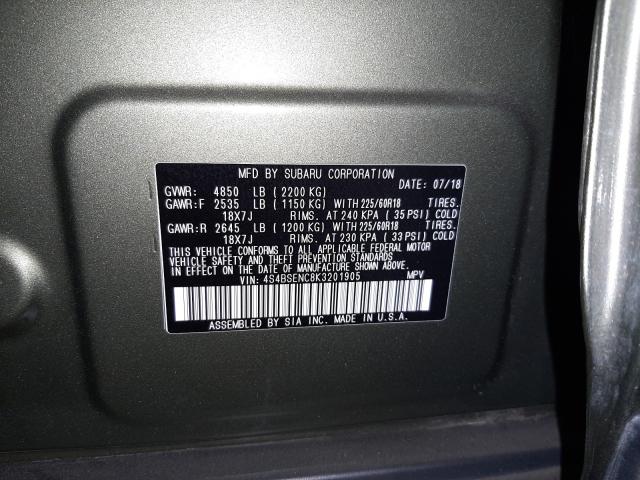 MFD BY SUBARU CORPORATION
GVWR: 4850 LB (2200 KG) DATE: 07/18
GAWR:F 2535 LB (1150 KG) WITH 225/60R18 TIRES.
18X7J RIMS. AT 240 KPA (35 PSI) COLD
GAWR:R 2645 LB (1200 KG) WITH 225/60R18 TIRES.
18X7J RIMS. AT 230 KPA (33 PSI) COLD
THIS VEHICLE CONFORMS TO ALL APPLICABLE FEDERAL MOTOR
VEHICLE SAFETY AND THEFT PREVENTION STANDARDS IN EFFECT
ON THE DATE OF MANUFACTURE SHOWN ABOVE.
VIN: 4S4BSENC8K3201905 MPV
ASSEMBLED BY SIA INC. MADE IN U.S.A.